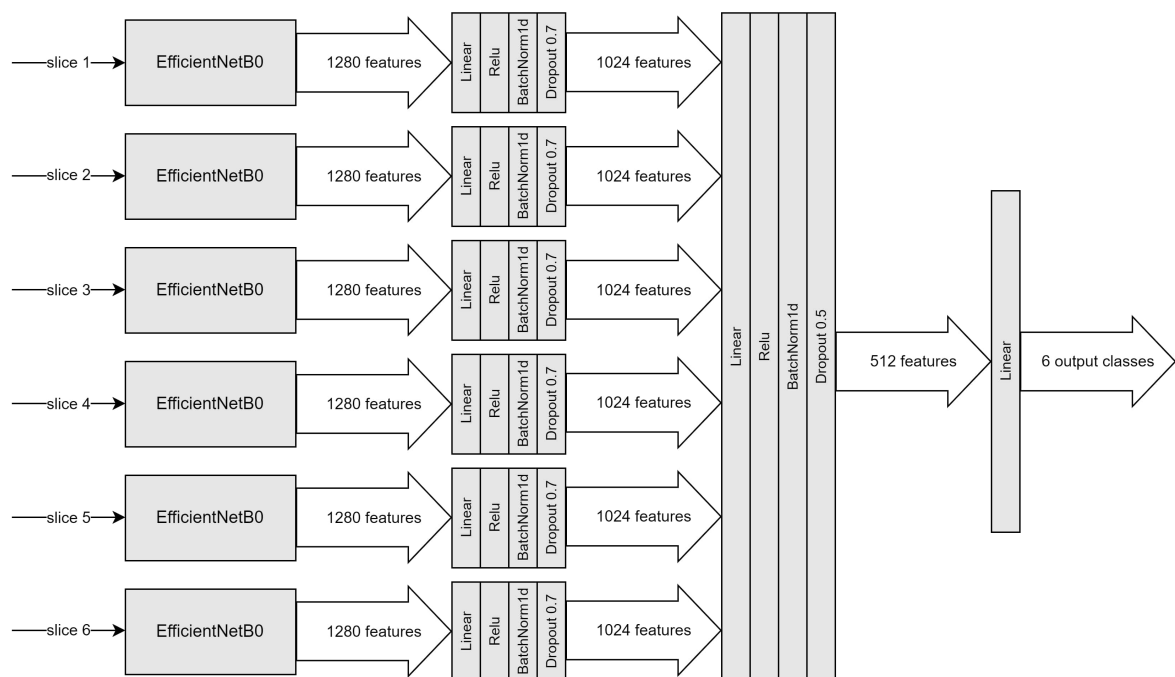 slice 1
EfficientNetB0
1280 features
Linear
Relu
BatchNorm1d
Dropout 0.7
1024 features
slice 2
EfficientNetB0
1280 features
Linear
Relu
BatchNorm1d
Dropout 0.7
1024 features
slice 3
EfficientNetB0
1280 features
Linear
Relu
BatchNorm1d
Dropout 0.7
1024 features
slice 4
EfficientNetB0
1280 features
Linear
Relu
BatchNorm1d
Dropout 0.7
1024 features
slice 5
EfficientNetB0
1280 features
Linear
Relu
BatchNorm1d
Dropout 0.7
1024 features
slice 6
EfficientNetB0
1280 features
Linear
Relu
BatchNorm1d
Dropout 0.7
1024 features
Linear
Relu
BatchNorm1d
Dropout 0.5
512 features
Linear
6 output classes